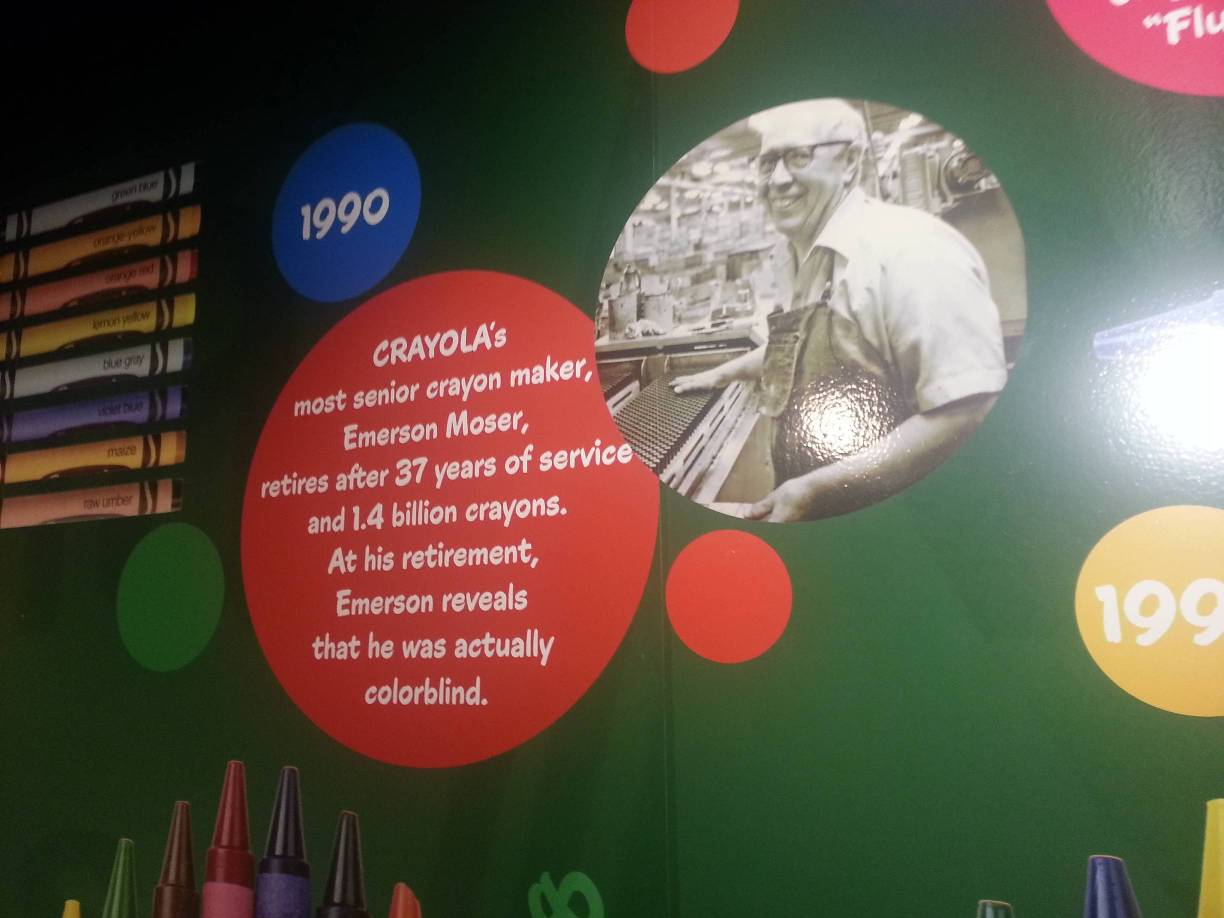 "Flu
green blue
orange yellow
orange red
lemon yellow
blue gray
violet blue
maize
raw umber
1990
CRAYOLA's
most senior crayon maker,
Emerson Moser,
retires after 37 years of service
and 1.4 billion crayons.
At his retirement,
Emerson reveals
that he was actually
colorblind.
199